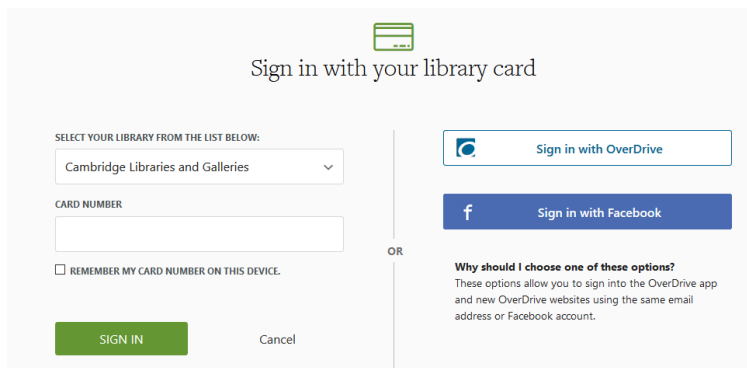 Sign in with your library card
SELECT YOUR LIBRARY FROM THE LIST BELOW:
Cambridge Libraries and Galleries
CARD NUMBER
REMEMBER MY CARD NUMBER ON THIS DEVICE.
SIGN IN
Cancel
OR
Sign in with OverDrive
f
Sign in with Facebook
Why should I choose one of these options?
These options allow you to sign into the OverDrive app
and new OverDrive websites using the same email
address or Facebook account.